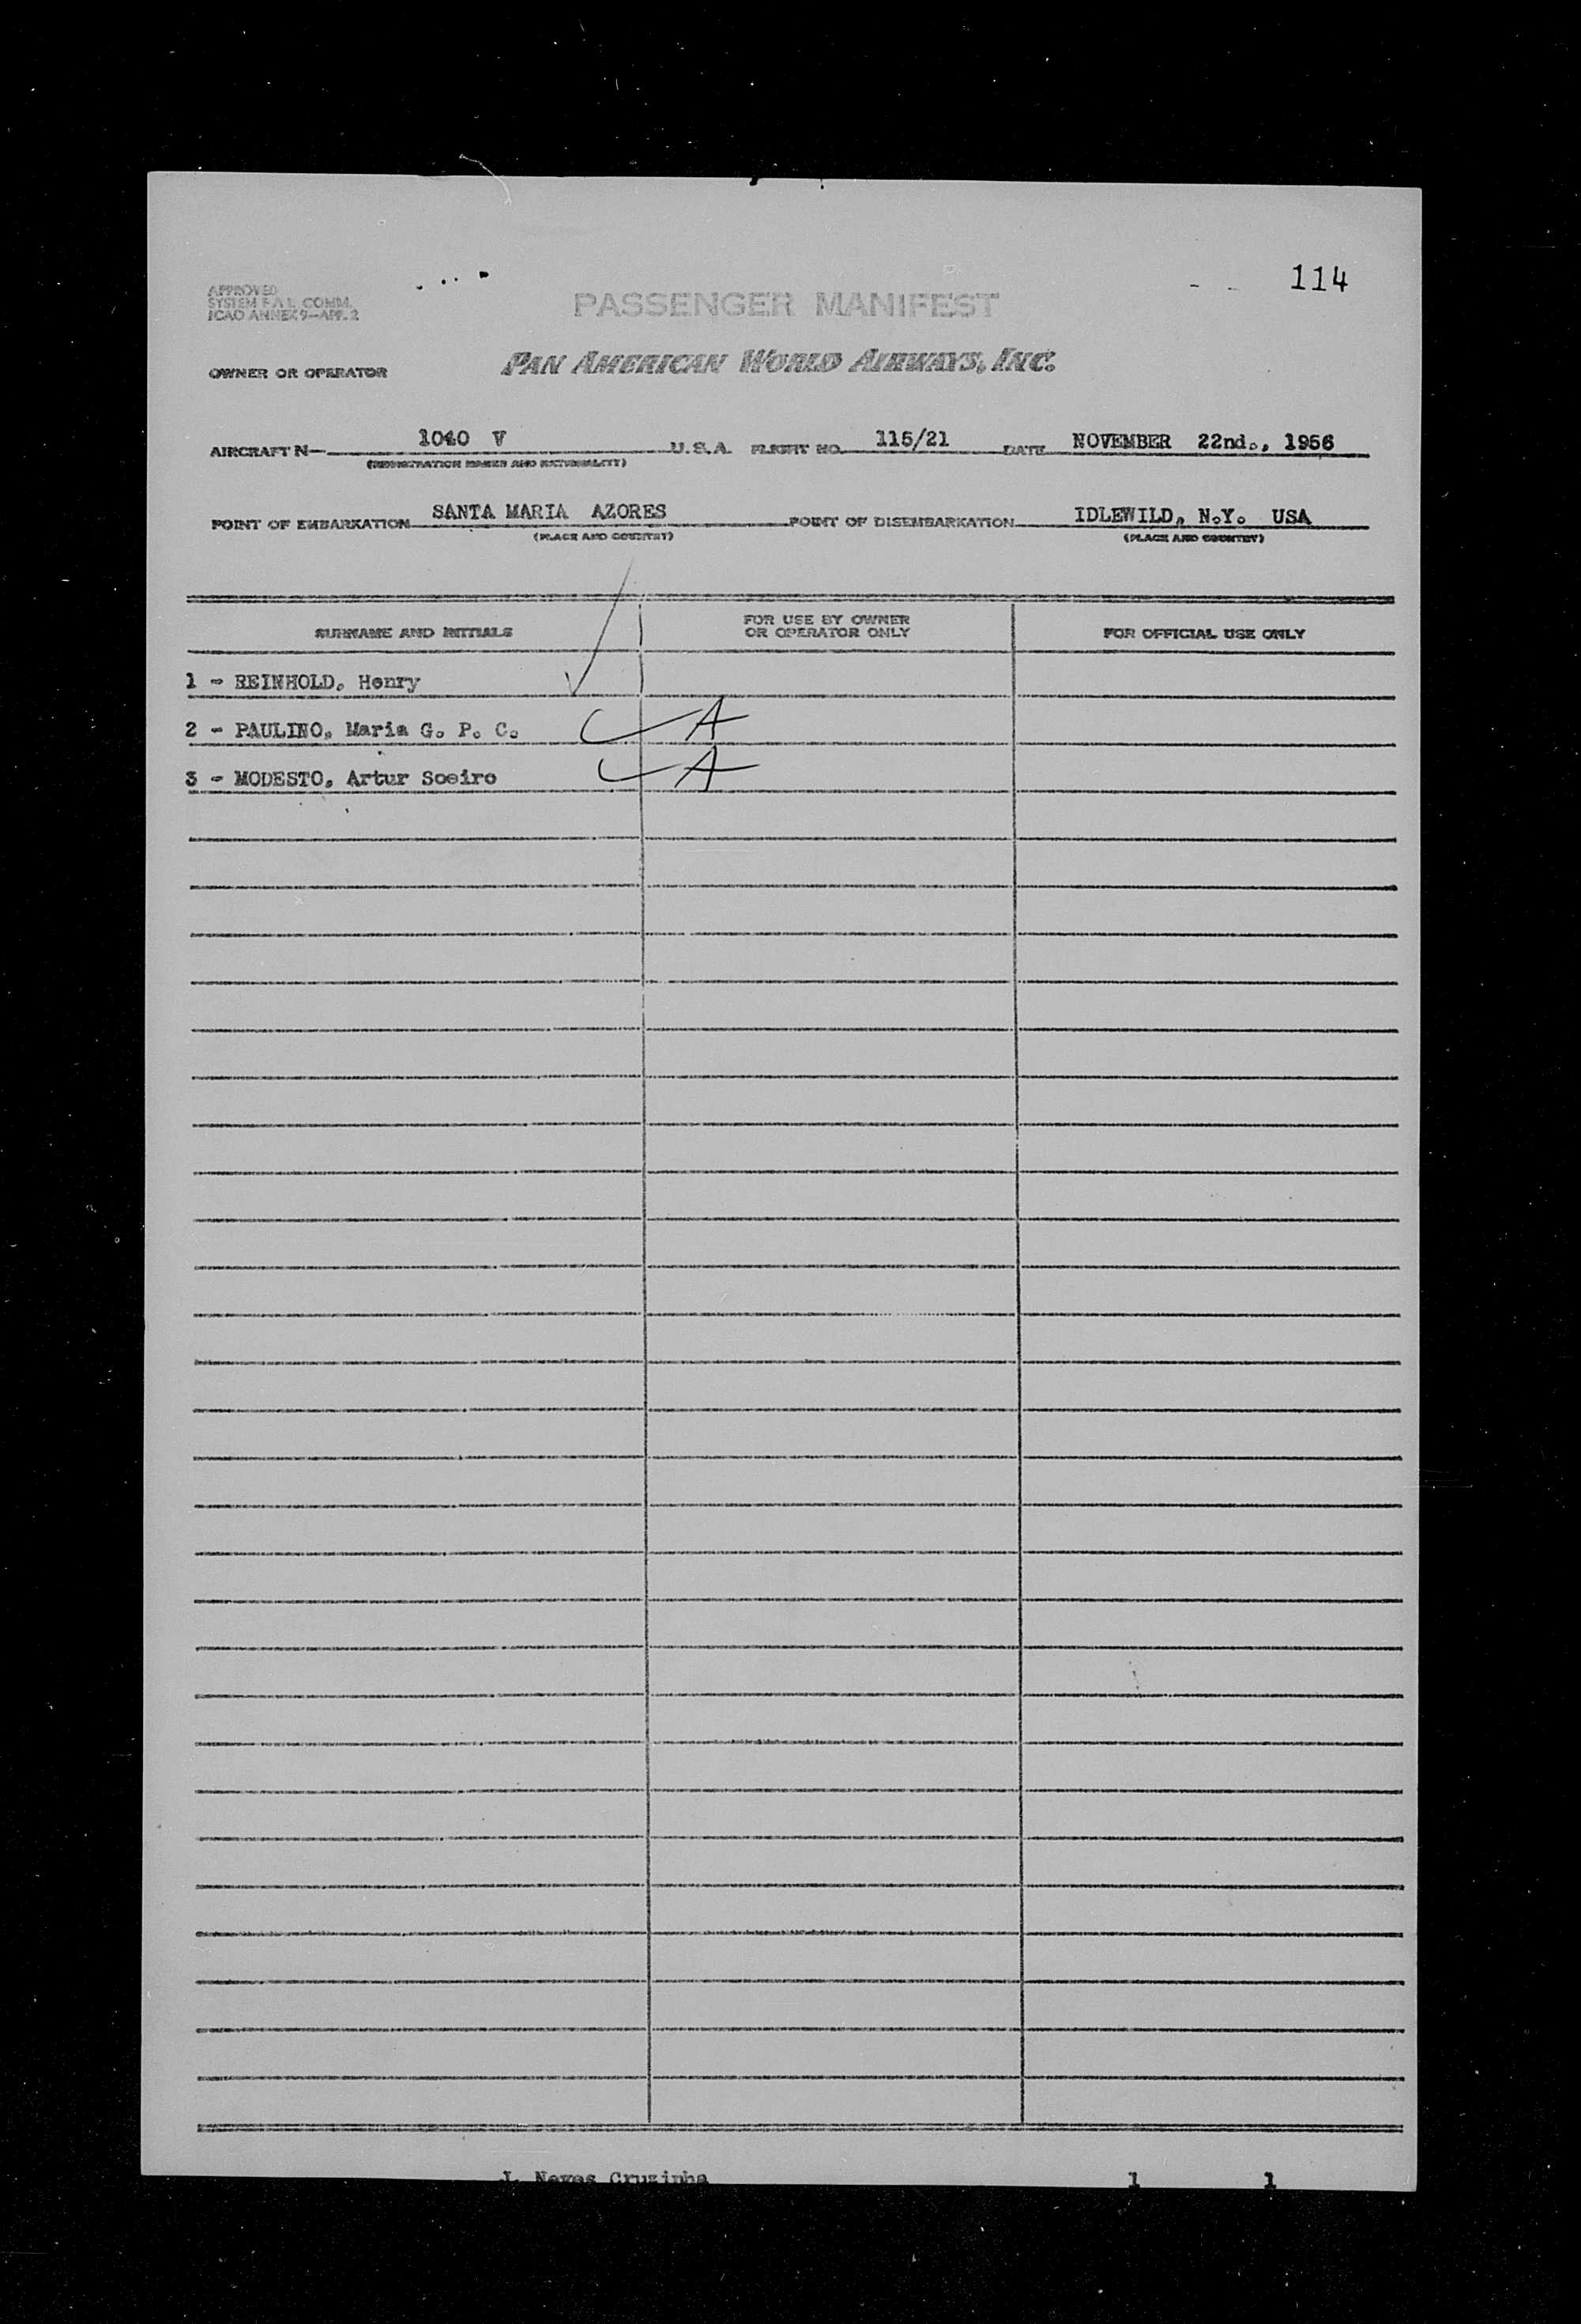 114
APPROVED
SYSTEM F.A.L. COMM.
ICAO ANNEX 9—APP. 2
PASSENGER MANIFEST
OWNER OR OPERATOR PAN AMERICAN WORLD AIRWAYS, INC.
AIRCRAFT N— 1040 V U.S.A. FLIGHT NO. 115/21 DATE NOVEMBER 22nd., 1956
(REGISTRATION MARKS AND NATIONALITY)
POINT OF EMBARKATION SANTA MARIA AZORES POINT OF DISEMBARKATION IDLEWILD, N.Y. USA
(PLACE AND COUNTRY) (PLACE AND COUNTRY)
SURNAME AND INITIALS FOR USE BY OWNER OR OPERATOR ONLY FOR OFFICIAL USE ONLY
1 - REINHOLD, Henry
2 - PAULINO, Maria G. P. C. A
3 - MODESTO, Artur Soeiro A
J. Neves Cruzinha 1 1